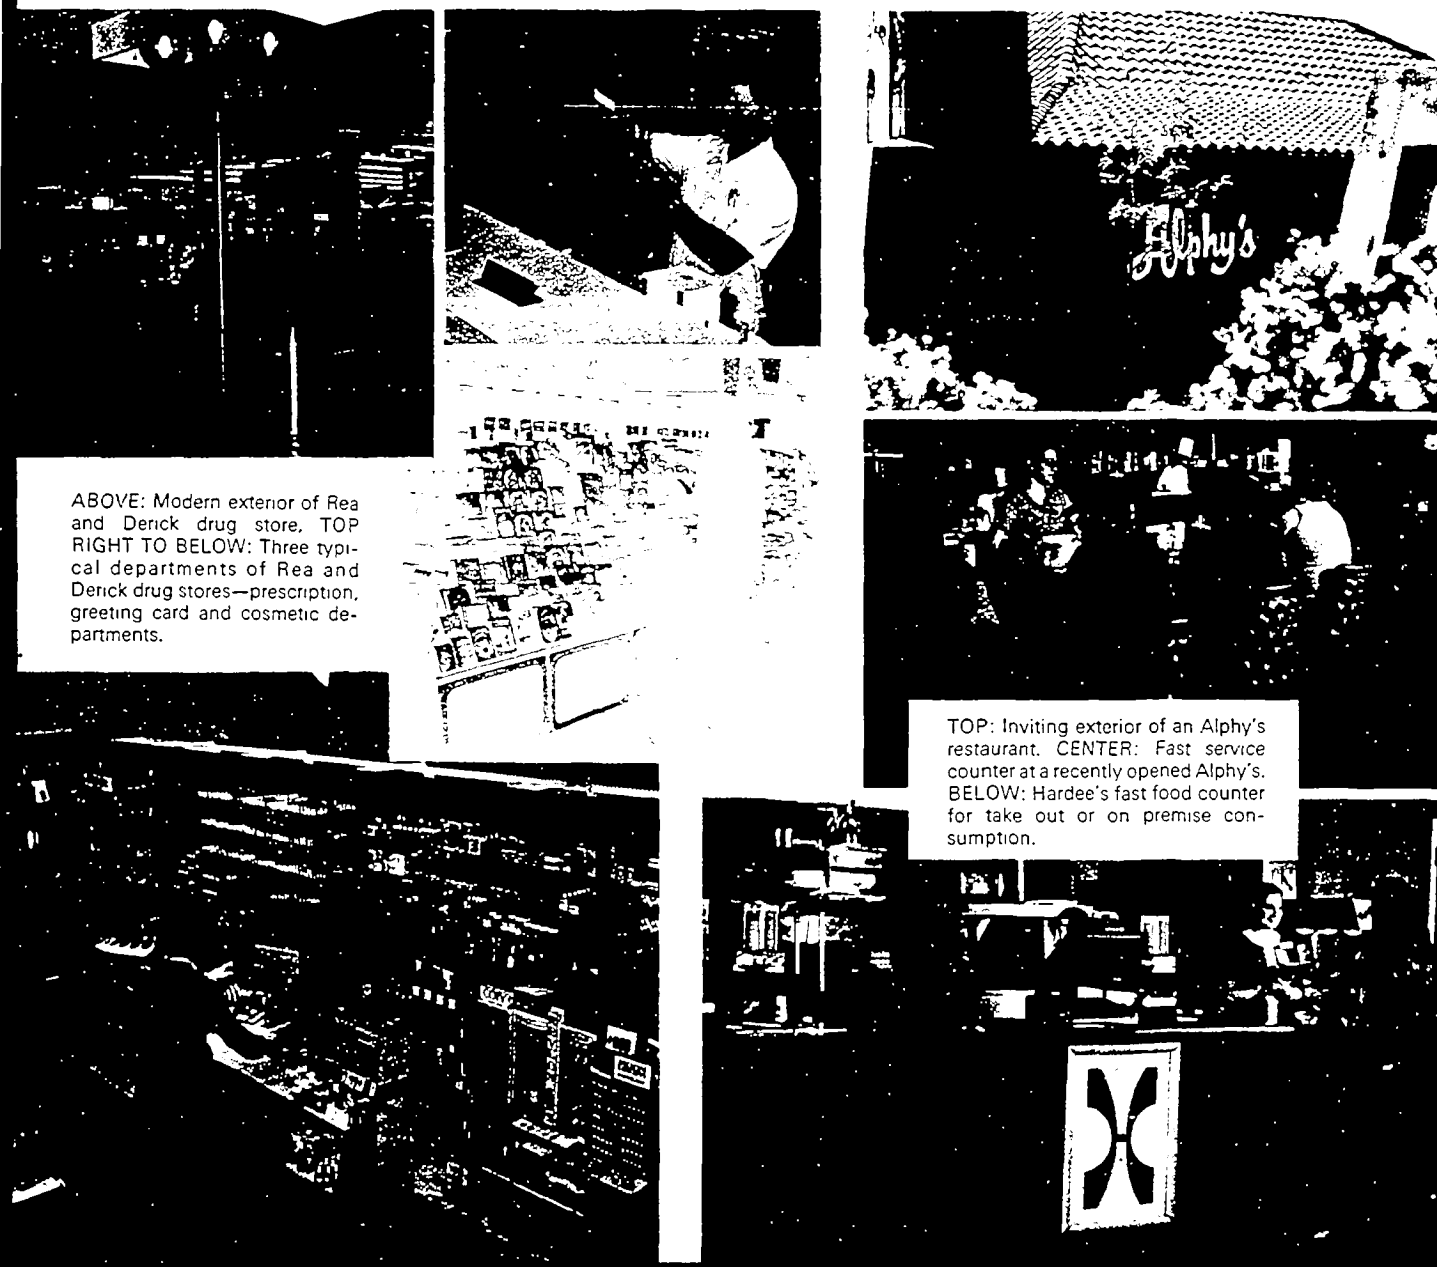 Alphy's
ABOVE: Modern exterior of Rea
and Derick drug store. TOP
RIGHT TO BELOW: Three typi-
cal departments of Rea and
Derick drug stores—prescription,
greeting card and cosmetic de-
partments.
TOP: Inviting exterior of an Alphy's
restaurant. CENTER: Fast service
counter at a recently opened Alphy's.
BELOW: Hardee's fast food counter
for take out or on premise con-
sumption.